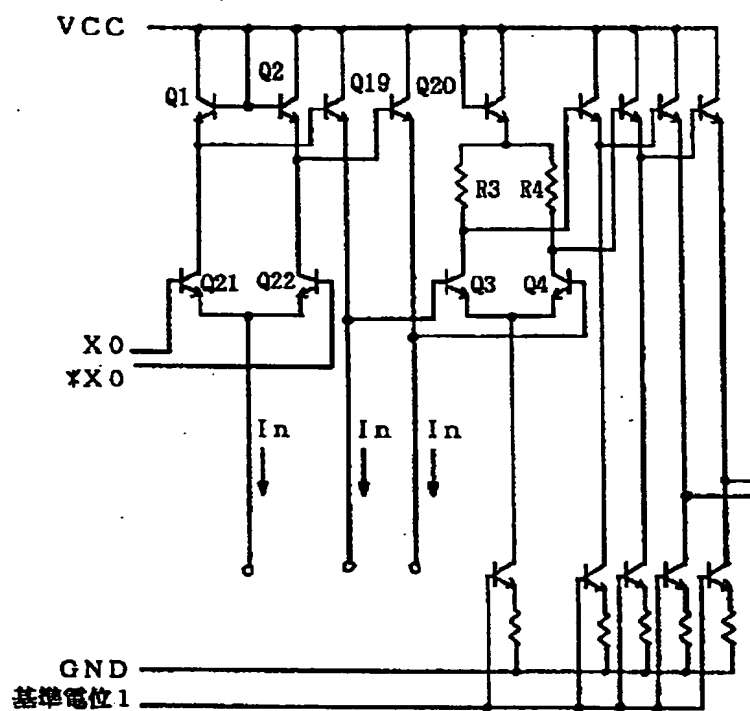 VCC
Q1
Q2
Q19
Q20
R3
R4
Q21
Q22
Q3
Q4
X0
*X0
In
In
In
GND
基準電位1